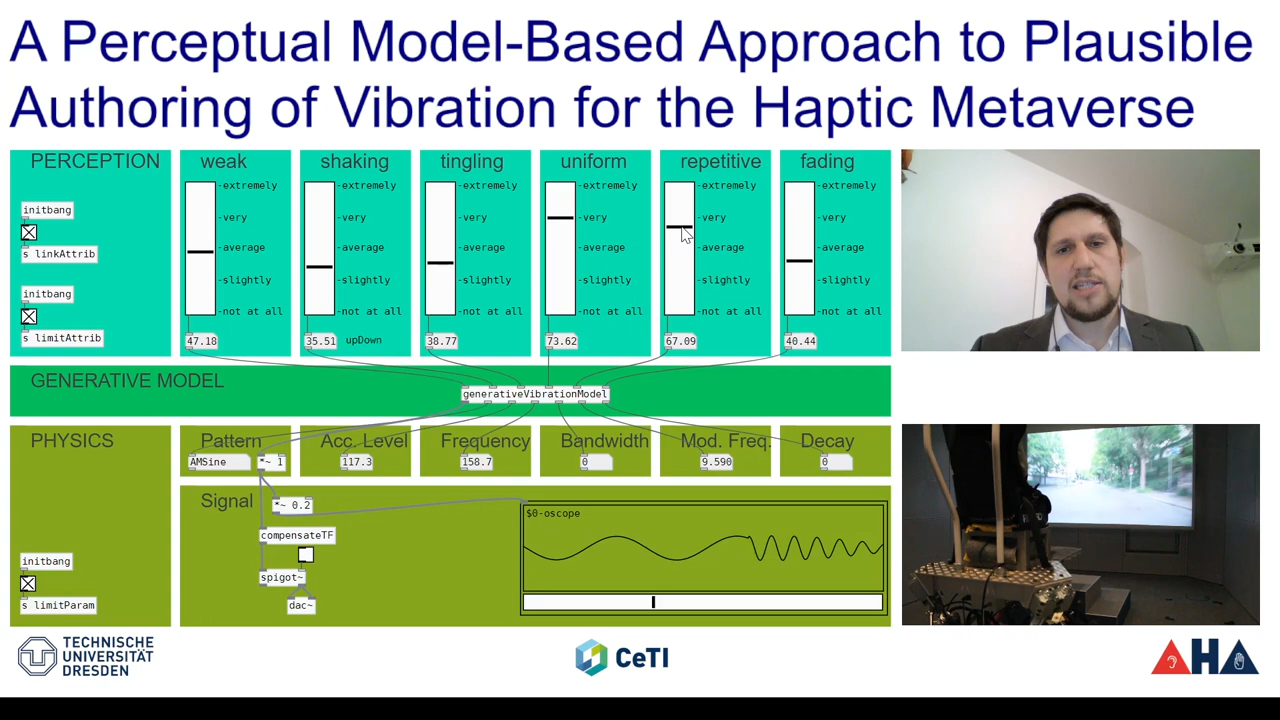 A Perceptual Model-Based Approach to Plausible
Authoring of Vibration for the Haptic Metaverse
PERCEPTION
initbang
s linkAttrib
initbang
s limitAttrib
weak
-extremely
-very
-average
-slightly
-not at all
47.18
shaking
-extremely
-very
-average
-slightly
-not at all
35.51 upDown
tingling
-extremely
-very
-average
-slightly
-not at all
38.77
uniform
-extremely
-very
-average
-slightly
-not at all
73.62
repetitive
-extremely
-very
-average
-slightly
-not at all
67.09
fading
-extremely
-very
-average
-slightly
-not at all
40.44
GENERATIVE MODEL
generativeVibrationModel
PHYSICS
initbang
s limitParam
Pattern
AMSine
*~ 1
Acc. Level
117.3
Frequency
158.7
Bandwidth
0
Mod. Freq.
9.590
Decay
0
Signal
*~ 0.2
compensateTF
spigot~
dac~
$0-oscope
TECHNISCHE
UNIVERSITÄT
DRESDEN
CeTI
AHA